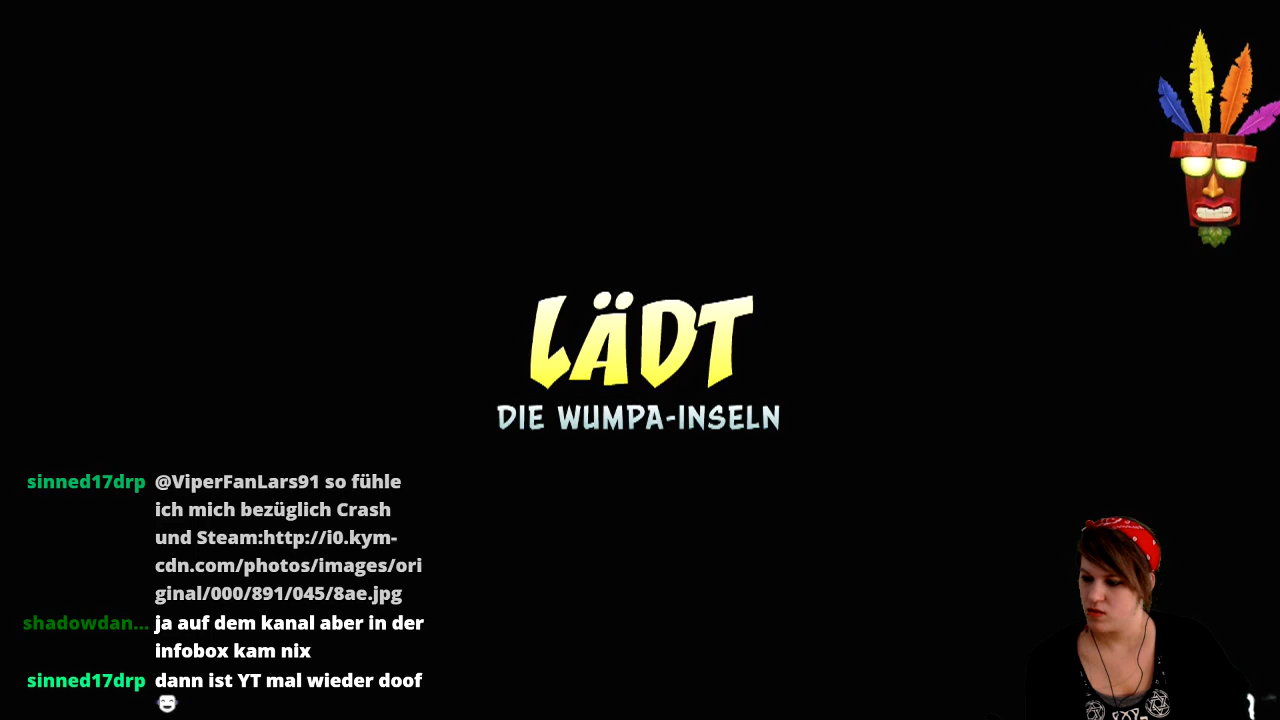 LÄDT
DIE WUMPA-INSELN
sinned17drp @ViperFanLars91 so fühle
ich mich bezüglich Crash
und Steam:http://i0.kym-
cdn.com/photos/images/ori
ginal/000/891/045/8ae.jpg
shadowdan... ja auf dem kanal aber in der
infobox kam nix
sinned17drp dann ist YT mal wieder doof